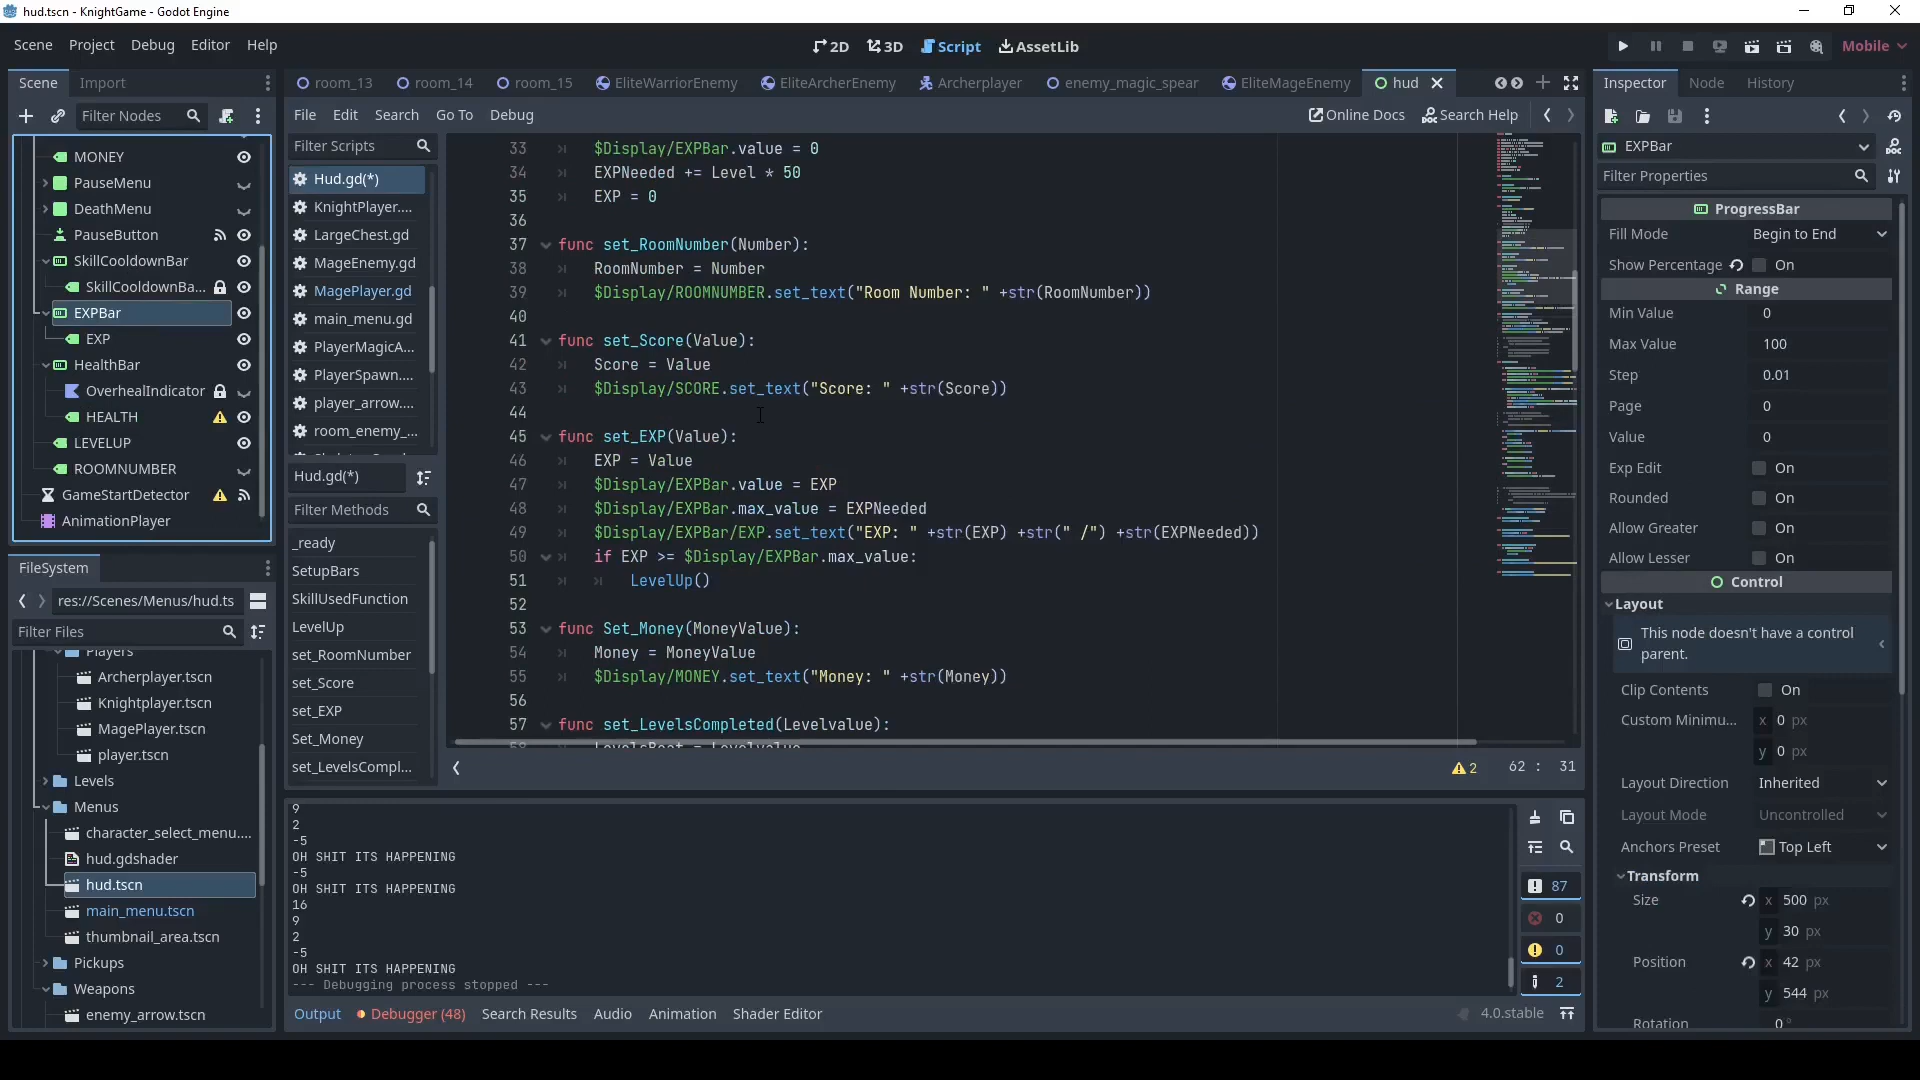 hud.tscn - KnightGame - Godot Engine
Scene Project Debug Editor Help
2D 3D Script AssetLib
Mobile
Scene Import
room_13 room_14 room_15 EliteWarriorEnemy EliteArcherEnemy Archerplayer enemy_magic_spear EliteMageEnemy hud
Inspector Node History
Filter Nodes
File Edit Search Go To Debug
Online Docs Search Help
MONEY
PauseMenu
DeathMenu
PauseButton
SkillCooldownBar
SkillCooldownBa...
EXPBar
EXP
HealthBar
OverhealIndicator
HEALTH
LEVELUP
ROOMNUMBER
GameStartDetector
AnimationPlayer
FileSystem
res://Scenes/Menus/hud.ts
Filter Files
Players
Archerplayer.tscn
Knightplayer.tscn
MagePlayer.tscn
player.tscn
Levels
Menus
character_select_menu....
hud.gdshader
hud.tscn
main_menu.tscn
thumbnail_area.tscn
Pickups
Weapons
enemy_arrow.tscn
Filter Scripts
Hud.gd(*)
KnightPlayer....
LargeChest.gd
MageEnemy.gd
MagePlayer.gd
main_menu.gd
PlayerMagicA...
PlayerSpawn....
player_arrow....
room_enemy_...
Hud.gd(*)
Filter Methods
_ready
SetupBars
SkillUsedFunction
LevelUp
set_RoomNumber
set_Score
set_EXP
Set_Money
set_LevelsCompl...
33 $Display/EXPBar.value = 0
34 EXPNeeded += Level * 50
35 EXP = 0
36
37 func set_RoomNumber(Number):
38 RoomNumber = Number
39 $Display/ROOMNUMBER.set_text("Room Number: " +str(RoomNumber))
40
41 func set_Score(Value):
42 Score = Value
43 $Display/SCORE.set_text("Score: " +str(Score))
44
45 func set_EXP(Value):
46 EXP = Value
47 $Display/EXPBar.value = EXP
48 $Display/EXPBar.max_value = EXPNeeded
49 $Display/EXPBar/EXP.set_text("EXP: " +str(EXP) +str(" /") +str(EXPNeeded))
50 if EXP >= $Display/EXPBar.max_value:
51 LevelUp()
52
53 func Set_Money(MoneyValue):
54 Money = MoneyValue
55 $Display/MONEY.set_text("Money: " +str(Money))
56
57 func set_LevelsCompleted(Levelvalue):
58 LevelsBeat = Levelvalue
2 62 : 31
9
2
-5
OH SHIT ITS HAPPENING
-5
OH SHIT ITS HAPPENING
16
9
2
-5
OH SHIT ITS HAPPENING
--- Debugging process stopped ---
87
0
0
2
Output Debugger (48) Search Results Audio Animation Shader Editor
4.0.stable
EXPBar
Filter Properties
ProgressBar
Fill Mode Begin to End
Show Percentage On
Range
Min Value 0
Max Value 100
Step 0.01
Page 0
Value 0
Exp Edit On
Rounded On
Allow Greater On
Allow Lesser On
Control
Layout
This node doesn't have a control
parent.
Clip Contents On
Custom Minimu... x 0 px
y 0 px
Layout Direction Inherited
Layout Mode Uncontrolled
Anchors Preset Top Left
Transform
Size x 500 px
y 30 px
Position x 42 px
y 544 px
Rotation 0 °